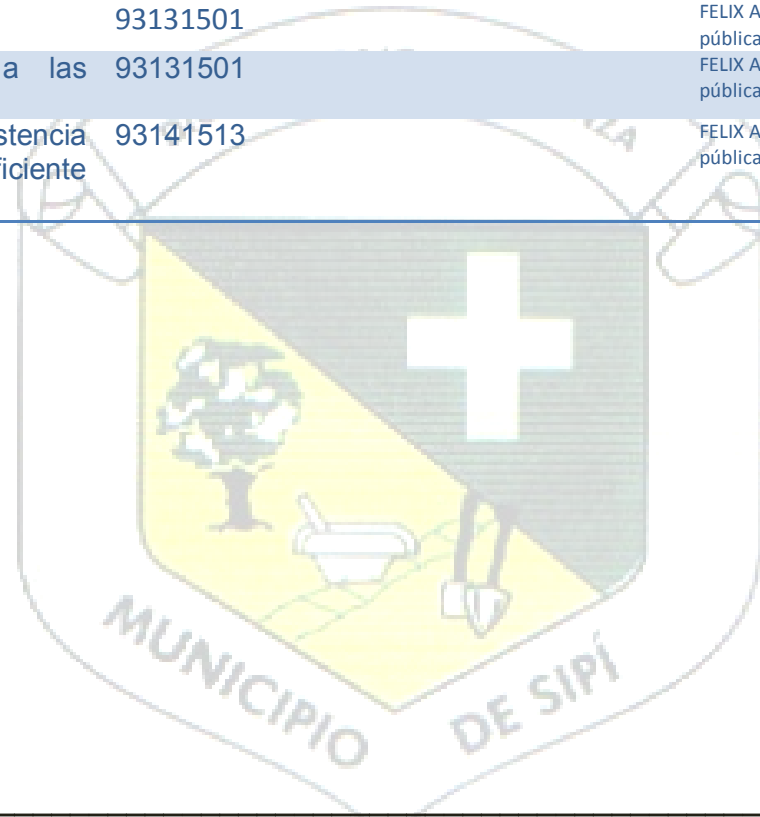 93131501 FELIX A
pública
a las 93131501 FELIX A
pública
stencia 93141513 FELIX A
ficiente pública
MUNICIPIO DE SIPÍ